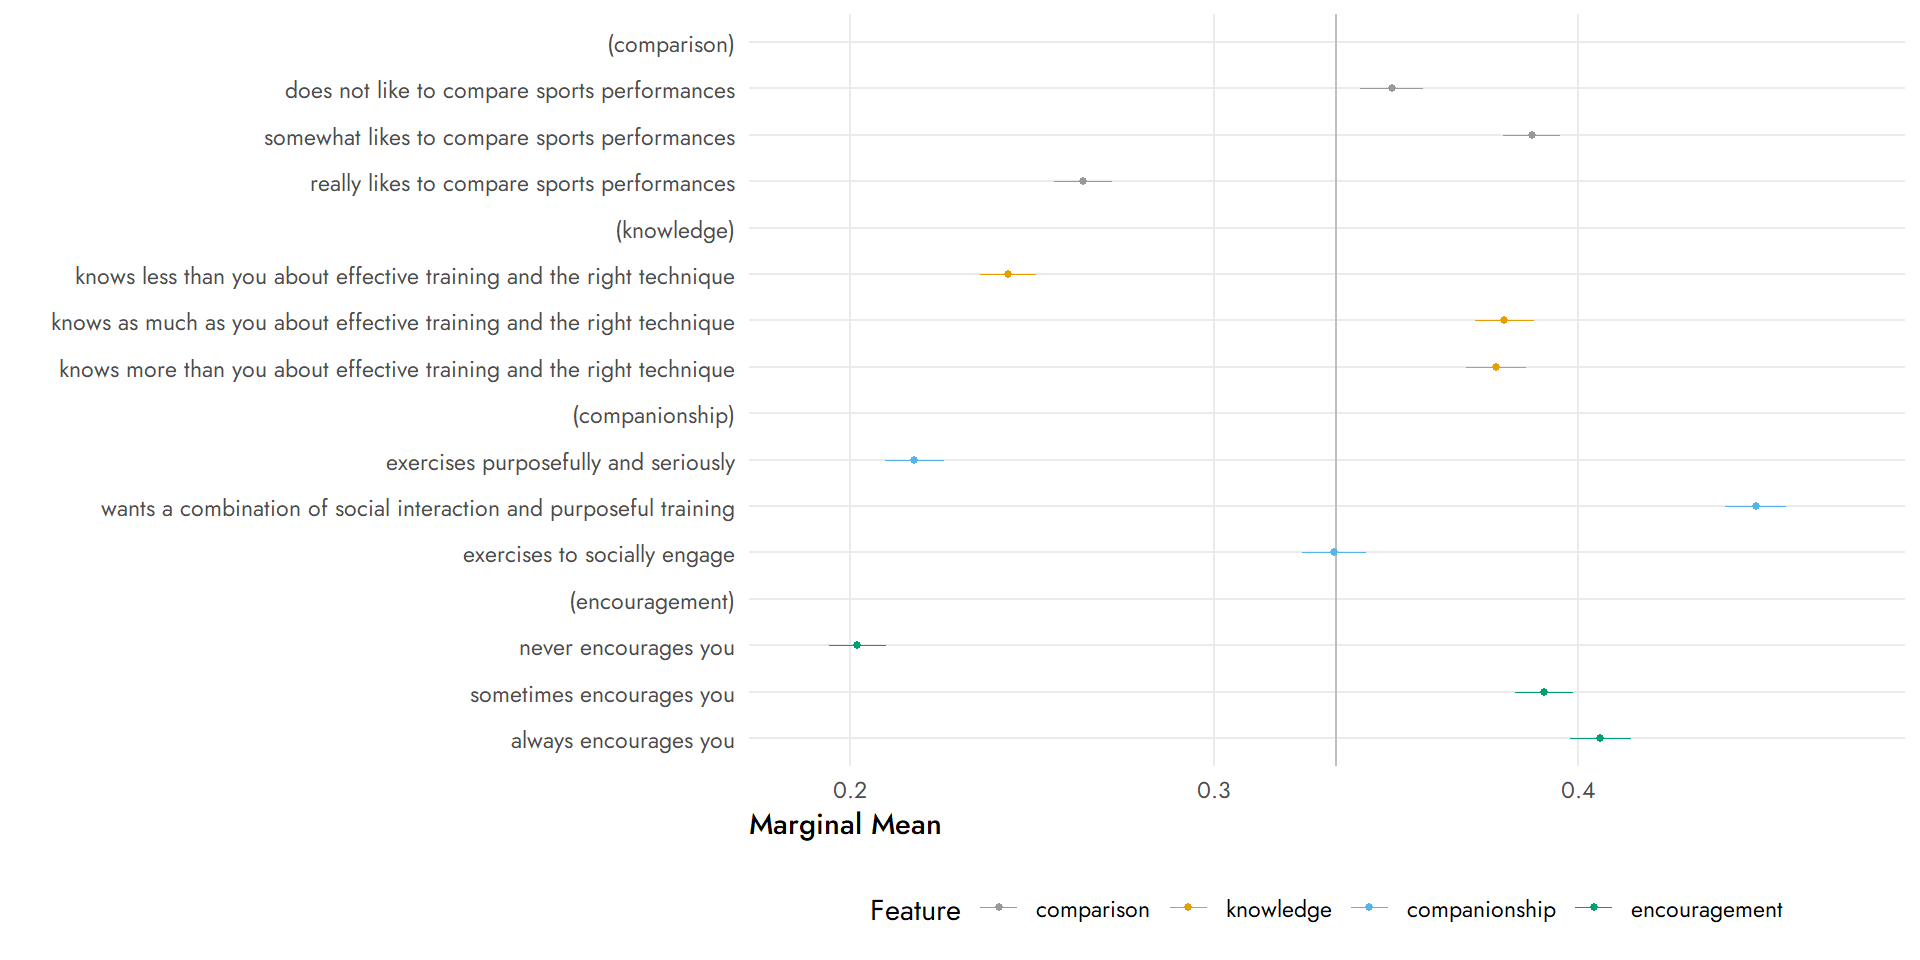 (comparison)
does not like to compare sports performances
somewhat likes to compare sports performances
really likes to compare sports performances
(knowledge)
knows less than you about effective training and the right technique
knows as much as you about effective training and the right technique
knows more than you about effective training and the right technique
(companionship)
exercises purposefully and seriously
wants a combination of social interaction and purposeful training
exercises to socially engage
(encouragement)
never encourages you
sometimes encourages you
always encourages you
0.2 0.3 0.4
Marginal Mean
Feature comparison knowledge companionship encouragement